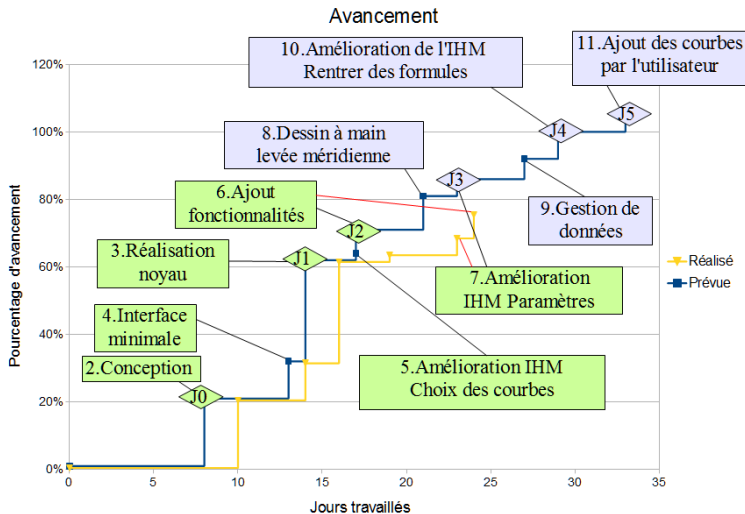 Avancement
10.Amélioration de l'IHM
Rentrer des formules
11.Ajout des courbes
par l'utilisateur
120%
J5
100%
J4
8.Dessin à main
levée méridienne
80%
J3
6.Ajout
fonctionnalités
9.Gestion de
données
J2
3.Réalisation
noyau
J1
60%
7.Amélioration
IHM Paramètres
Réalisé
Prévue
Pourcentage d'avancement
4.Interface
minimale
40%
2.Conception
5.Amélioration IHM
Choix des courbes
J0
20%
0%
0 5 10 15 20 25 30 35
Jours travaillés